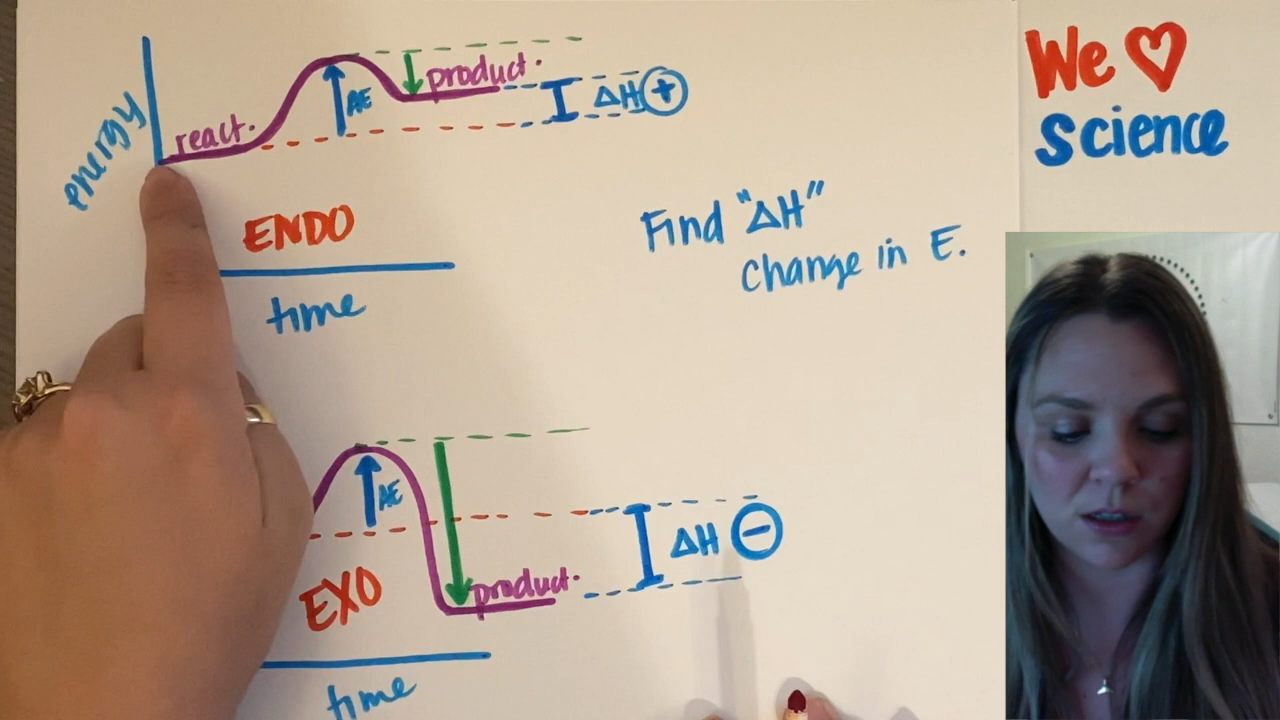 energy
react.
AE
product.
ΔH +
ENDO
time
Find "ΔH"
change in E.
We ♡
science
AE
EXO
product.
ΔH −
time